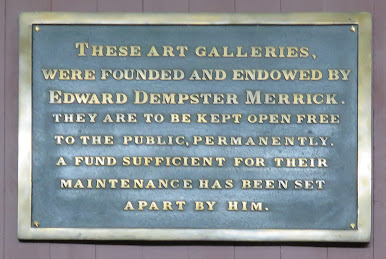 These art galleries,
were founded and endowed by
Edward Dempster Merrick.
they are to be kept open free
to the public, permanently.
a fund sufficient for their
maintenance has been set
apart by him.